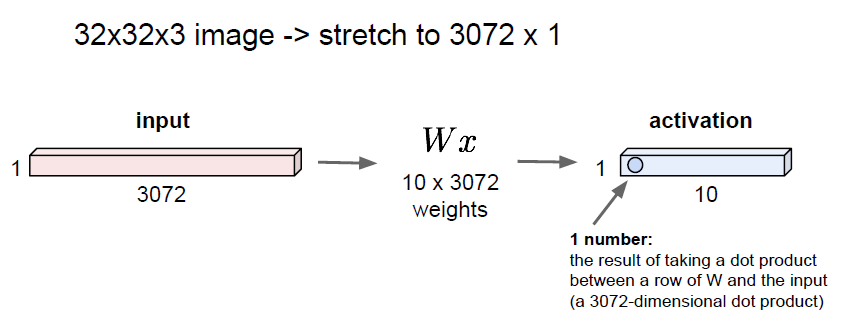 32x32x3 image -> stretch to 3072 x 1
input
activation
1
3072
Wx
10 x 3072
weights
1
10
1 number:
the result of taking a dot product
between a row of W and the input
(a 3072-dimensional dot product)